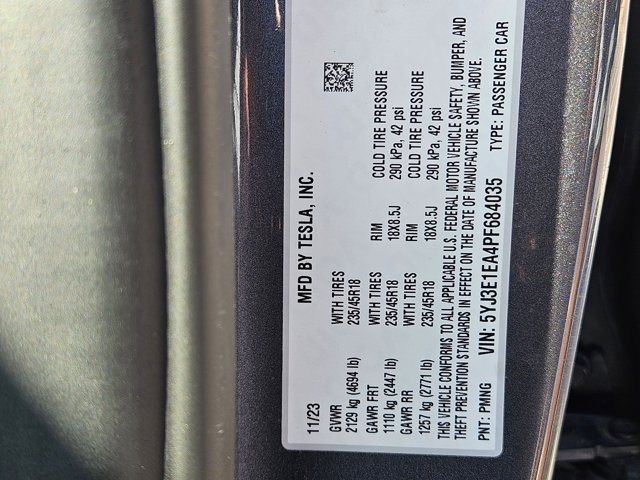 MFD BY TESLA, INC.
11/23
GVWR WITH TIRES RIM COLD TIRE PRESSURE
2129 kg (4694 lb) 235/45R18 18X8.5J 290 kPa, 42 psi
GAWR FRT WITH TIRES RIM COLD TIRE PRESSURE
1110 kg (2447 lb) 235/45R18 18X8.5J 290 kPa, 42 psi
GAWR RR WITH TIRES
1257 kg (2771 lb) 235/45R18
THIS VEHICLE CONFORMS TO ALL APPLICABLE U.S. FEDERAL MOTOR VEHICLE SAFETY, BUMPER, AND
THEFT PREVENTION STANDARDS IN EFFECT ON THE DATE OF MANUFACTURE SHOWN ABOVE.
PNT: PMNG VIN: 5YJ3E1EA4PF684035 TYPE: PASSENGER CAR